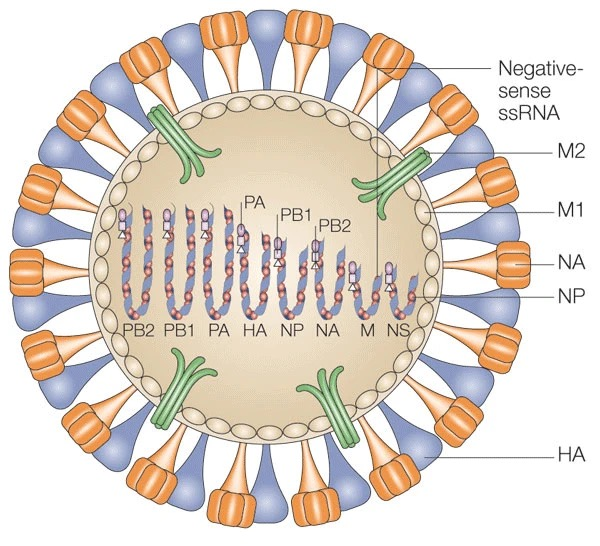 Negative-
sense
ssRNA
M2
M1
NA
NP
HA
PA
PB1
PB2
PB2 PB1 PA HA NP NA M NS